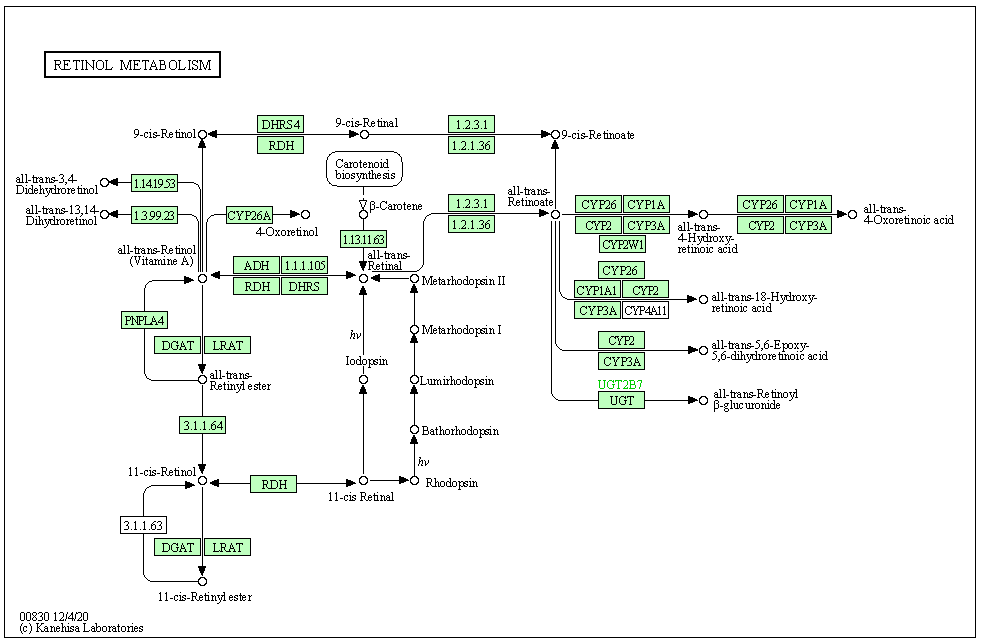 RETINOL METABOLISM
9-cis-Retinol
DHRS4
RDH
9-cis-Retinal
1.2.3.1
1.2.1.36
9-cis-Retinoate
Carotenoid
biosynthesis
β-Carotene
1.13.11.63
all-trans-
Retinal
all-trans-3,4-
Didehydroretinol
1.14.19.53
all-trans-13,14-
Dihydroretinol
1.3.99.23
CYP26A
4-Oxoretinol
all-trans-Retinol
(Vitamine A)
ADH
1.1.1.105
RDH
DHRS
1.2.3.1
1.2.1.36
all-trans-
Retinoate
CYP26
CYP1A
CYP2
CYP3A
CYP2W1
all-trans-
4-Hydroxy-
retinoic acid
CYP26
CYP1A
CYP2
CYP3A
all-trans-
4-Oxoretinoic acid
CYP26
CYP1A1
CYP2
CYP3A
CYP4A11
all-trans-18-Hydroxy-
retinoic acid
CYP2
CYP3A
all-trans-5,6-Epoxy-
5,6-dihydroretinoic acid
UGT2B7
UGT
all-trans-Retinoyl
β-glucuronide
Metarhodopsin II
Metarhodopsin I
Lumirhodopsin
Bathorhodopsin
hν
Rhodopsin
hν
Iodopsin
PNPLA4
DGAT
LRAT
all-trans-
Retinyl ester
3.1.1.64
11-cis-Retinol
RDH
11-cis Retinal
3.1.1.63
DGAT
LRAT
11-cis-Retinyl ester
00830 12/4/20
(c) Kanehisa Laboratories